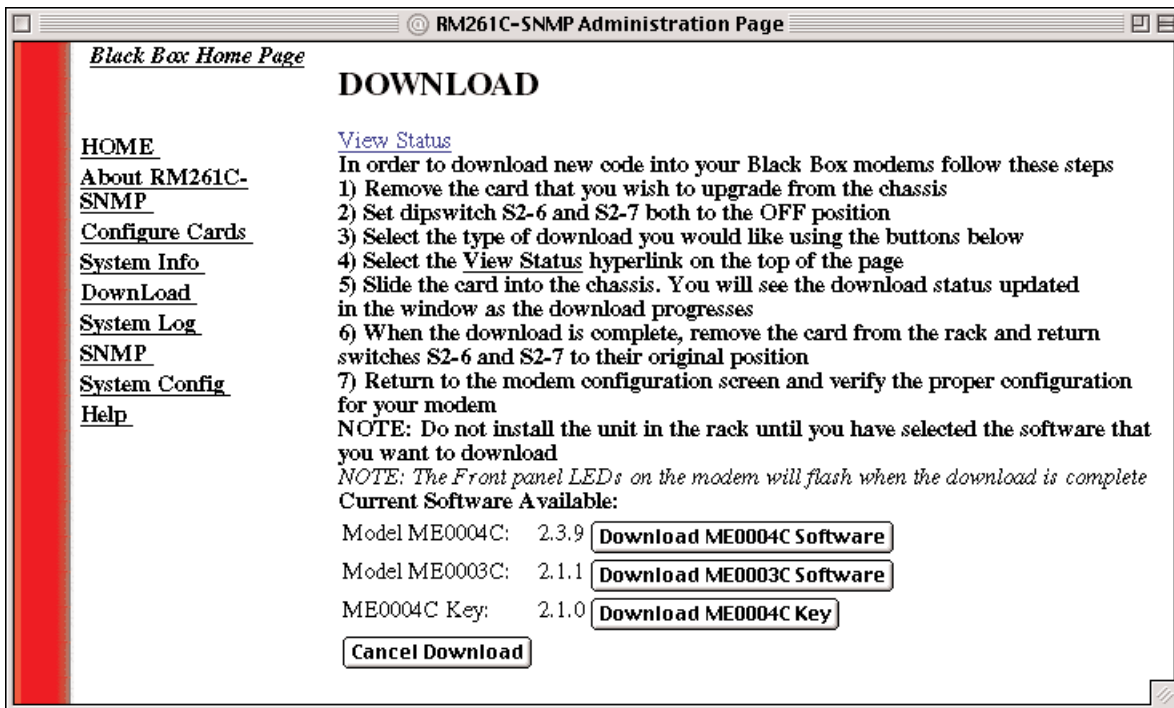 RM261C-SNMP Administration Page
Black Box Home Page
HOME
About RM261C-
SNMP
Configure Cards
System Info
DownLoad
System Log
SNMP
System Config
Help
DOWNLOAD
View Status
In order to download new code into your Black Box modems follow these steps
1) Remove the card that you wish to upgrade from the chassis
2) Set dipswitch S2-6 and S2-7 both to the OFF position
3) Select the type of download you would like using the buttons below
4) Select the View Status hyperlink on the top of the page
5) Slide the card into the chassis. You will see the download status updated
in the window as the download progresses
6) When the download is complete, remove the card from the rack and return
switches S2-6 and S2-7 to their original position
7) Return to the modem configuration screen and verify the proper configuration
for your modem
NOTE: Do not install the unit in the rack until you have selected the software that
you want to download
NOTE: The Front panel LEDs on the modem will flash when the download is complete
Current Software Available:
Model ME0004C: 2.3.9 Download ME0004C Software
Model ME0003C: 2.1.1 Download ME0003C Software
ME0004C Key: 2.1.0 Download ME0004C Key
Cancel Download